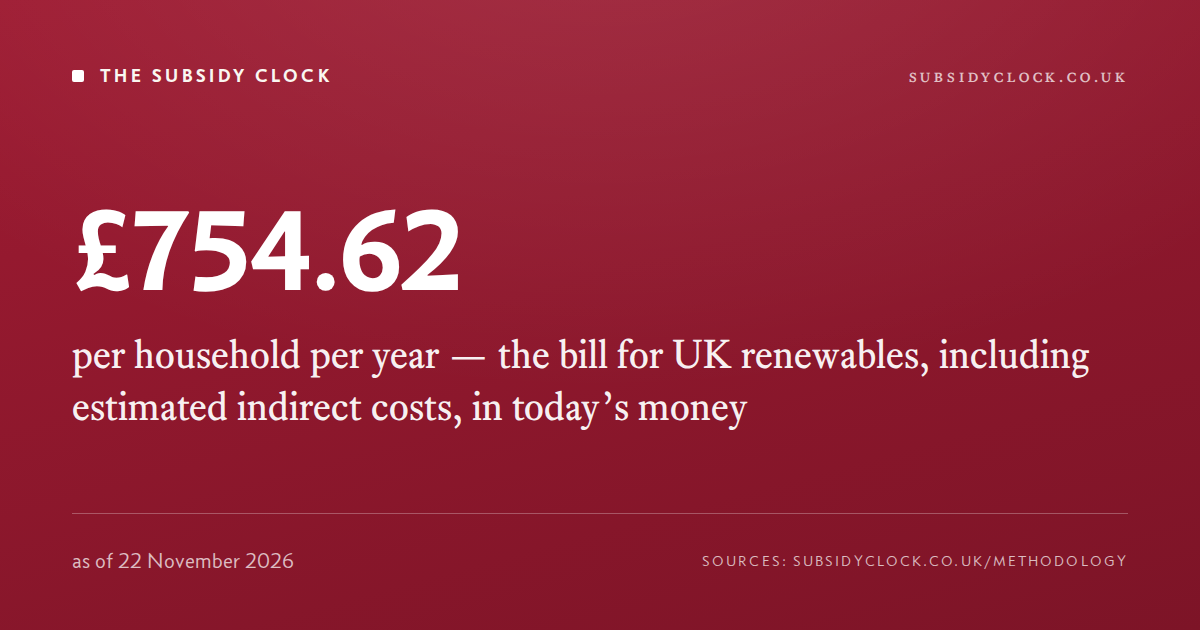 THE SUBSIDY CLOCK
SUBSIDYCLOCK.CO.UK
£754.62
per household per year — the bill for UK renewables, including
estimated indirect costs, in today’s money
as of 22 November 2026
SOURCES: SUBSIDYCLOCK.CO.UK/METHODOLOGY